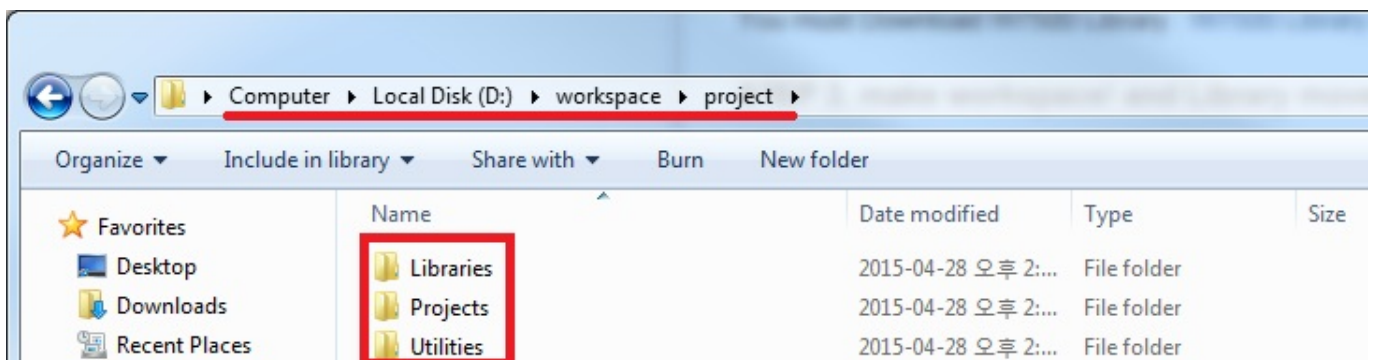 Computer ▸ Local Disk (D:) ▸ workspace ▸ project ▸
Organize ▾ Include in library ▾ Share with ▾ Burn New folder
Name Date modified Type Size
Favorites
Desktop
Downloads
Recent Places
Libraries 2015-04-28 오후 2:... File folder
Projects 2015-04-28 오후 2:... File folder
Utilities 2015-04-28 오후 2:... File folder